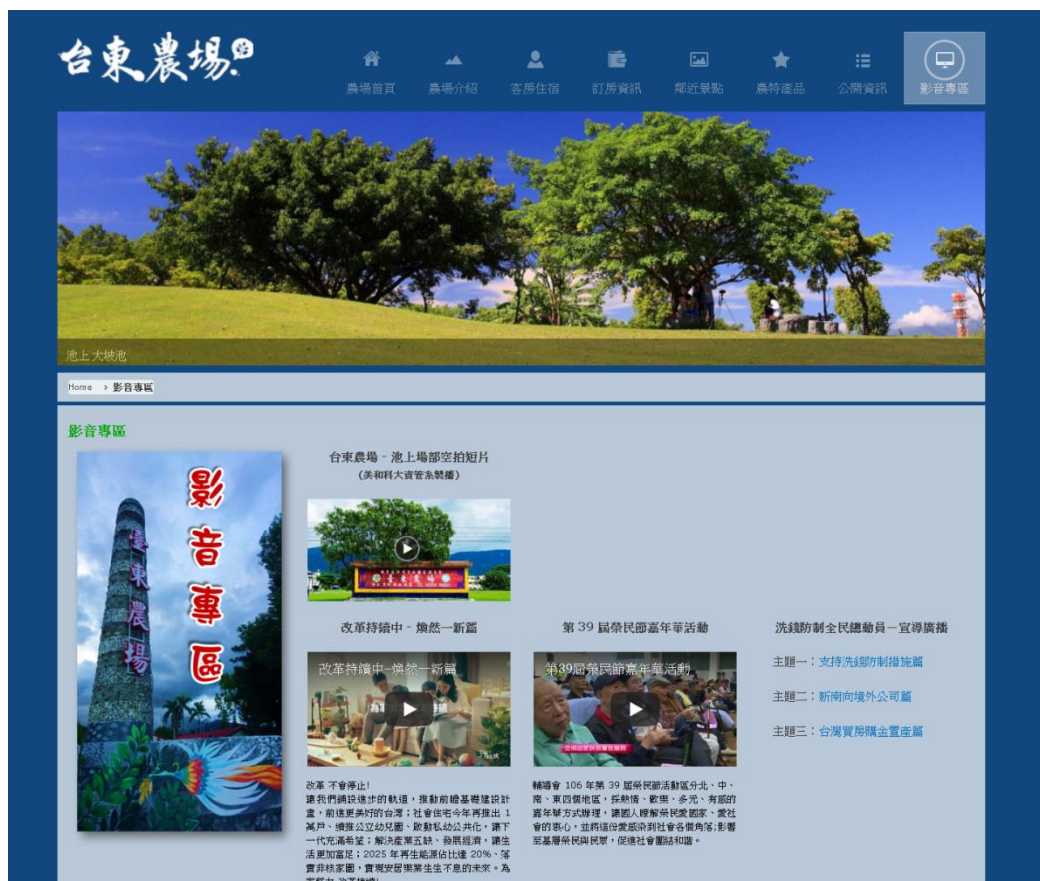 台東農場
農場首頁
農場介紹
客房住宿
訂房資訊
鄰近景點
農特產品
公開資訊
影音專區
池上 大坡池
Home > 影音專區
影音專區
影音專區
臺東農場
台東農場 - 池上場部空拍短片
(美和科大資管系製播)
臺東農場
改革持續中 - 煥然一新篇
改革持續中–煥然一新篇
改革 不會停止!
讓我們鋪設進步的軌道,推動前瞻基礎建設計
畫,前進更美好的台灣;社會住宅今年再推出 1
萬戶、續推公立幼兒園、啟動私幼公共化,讓下
一代充滿希望;解決產業五缺、發展經濟,讓生
活更加富足;2025 年再生能源佔比達 20%、落
實非核家園,實現安居樂業生生不息的未來。為
第 39 屆榮民節嘉年華活動
第39屆榮民節嘉年華活動
輔導會 106 年第 39 屆榮民節活動區分北、中、
南、東四個地區,採熱情、歡樂、多元、有感的
嘉年華方式辦理,讓國人瞭解榮民愛國家、愛社
會的衷心,並將這份愛感染到社會各個角落;影響
至基層榮民與民眾,促進社會團結和諧。
洗錢防制全民總動員－宣導廣播
主題一：支持洗錢防制措施篇
主題二：新南向境外公司篇
主題三：台灣買房購金置產篇